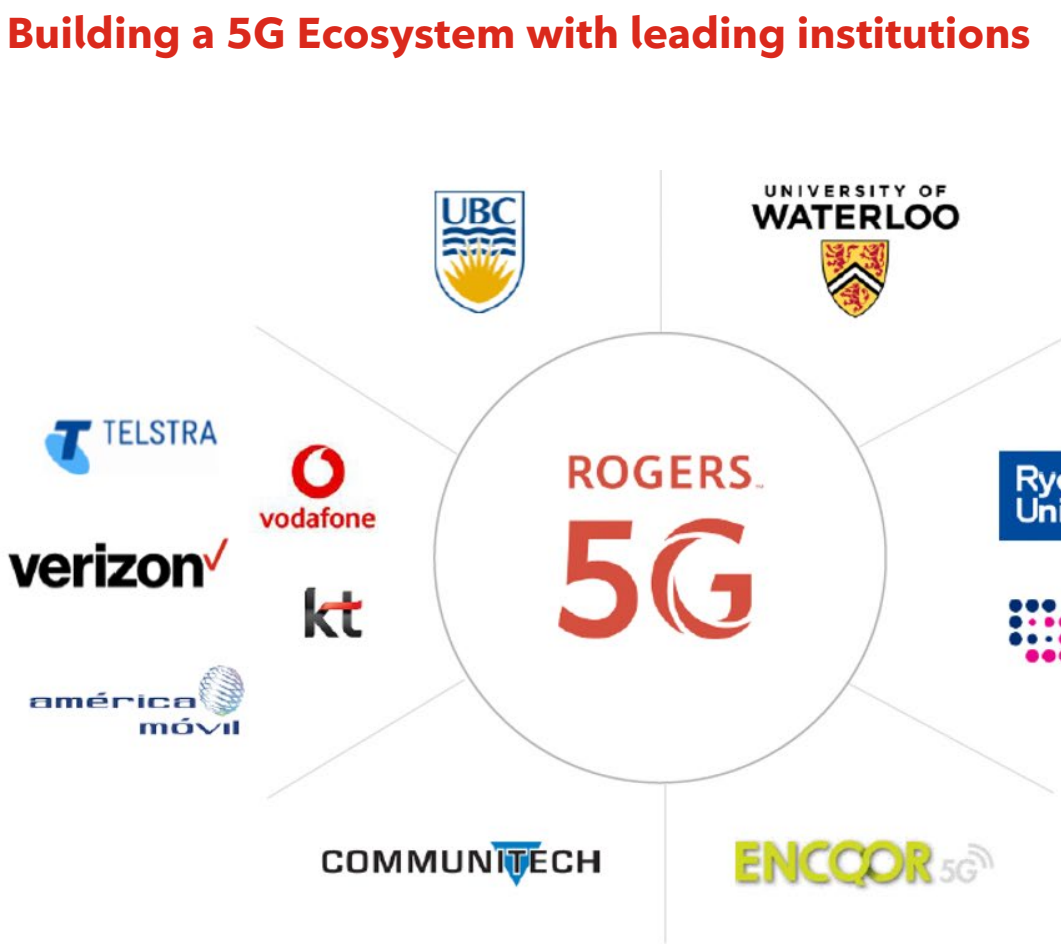 Building a 5G Ecosystem with leading institutions
UBC
UNIVERSITY OF
WATERLOO
TELSTRA
vodafone
verizon
kt
américa
móvil
ROGERS
5G
COMMUNITECH
ENCQOR 5G